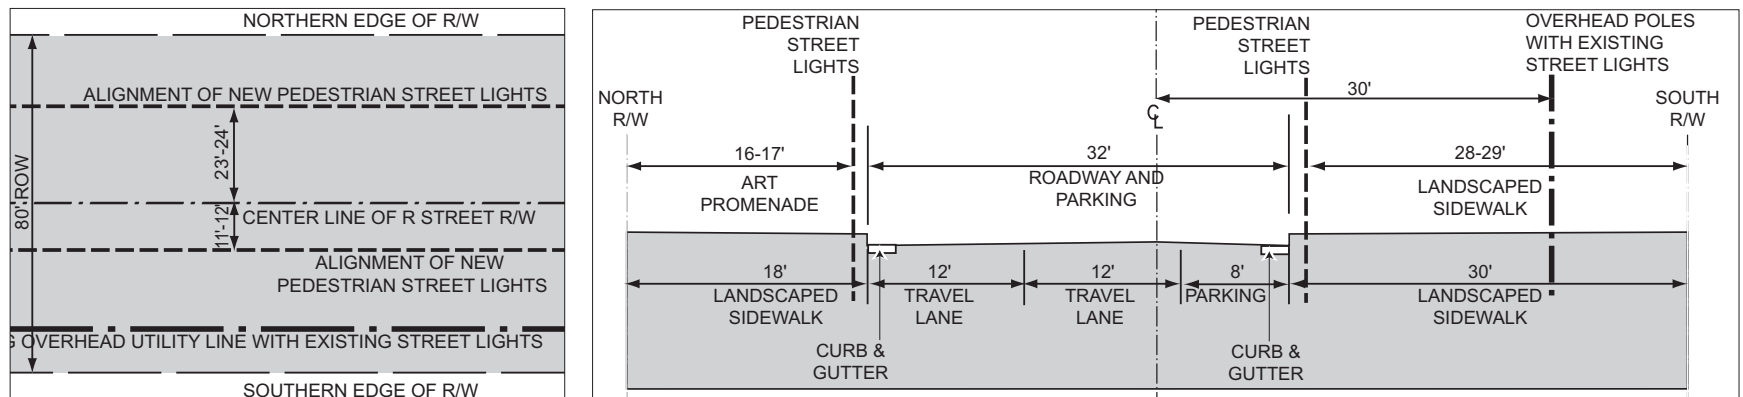 NORTHERN EDGE OF R/W
ALIGNMENT OF NEW PEDESTRIAN STREET LIGHTS
23'-24'
80' ROW
CENTER LINE OF R STREET R/W
11'-12'
ALIGNMENT OF NEW
PEDESTRIAN STREET LIGHTS
G OVERHEAD UTILITY LINE WITH EXISTING STREET LIGHTS
SOUTHERN EDGE OF R/W
PEDESTRIAN
STREET
LIGHTS
PEDESTRIAN
STREET
LIGHTS
OVERHEAD POLES
WITH EXISTING
STREET LIGHTS
NORTH
R/W
30'
SOUTH
R/W
CL
16-17'
ART
PROMENADE
32'
ROADWAY AND
PARKING
28-29'
LANDSCAPED
SIDEWALK
18'
LANDSCAPED
SIDEWALK
12'
TRAVEL
LANE
12'
TRAVEL
LANE
8'
PARKING
30'
LANDSCAPED
SIDEWALK
CURB &
GUTTER
CURB &
GUTTER